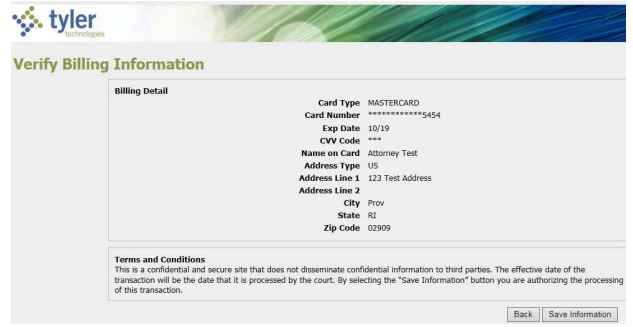 tyler
technologies
Verify Billing Information
Billing Detail
Card Type MASTERCARD
Card Number ************5454
Exp Date 10/19
CVV Code ***
Name on Card Attorney Test
Address Type US
Address Line 1 123 Test Address
Address Line 2
City Prov
State RI
Zip Code 02909
Terms and Conditions
This is a confidential and secure site that does not disseminate confidential information to third parties. The effective date of the
transaction will be the date that it is processed by the court. By selecting the "Save Information" button you are authorizing the processing
of this transaction.
Back Save Information